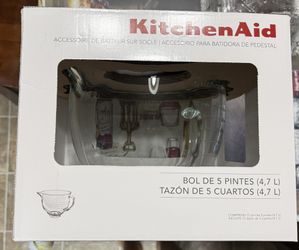 KitchenAid
ACCESSOIRE DE BATTEUR SUR SOCLE | ACCESORIO PARA BATIDORA DE PEDESTAL
BOL DE 5 PINTES (4,7 L)
TAZÓN DE 5 CUARTOS (4,7 L)